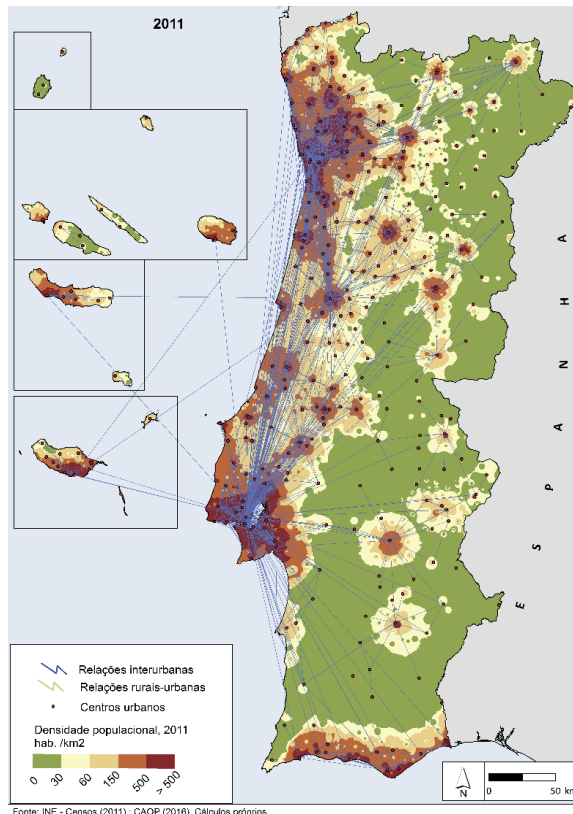 2011
A
H
N
A
P
S
E
Relações interurbanas
Relações rurais-urbanas
Centros urbanos
Densidade populacional, 2011
hab. /km2
0 30 60 150 500 > 500
N
0 50 km
Fonte: INE - Censos (2011) ; CAOP (2016). Cálculos próprios